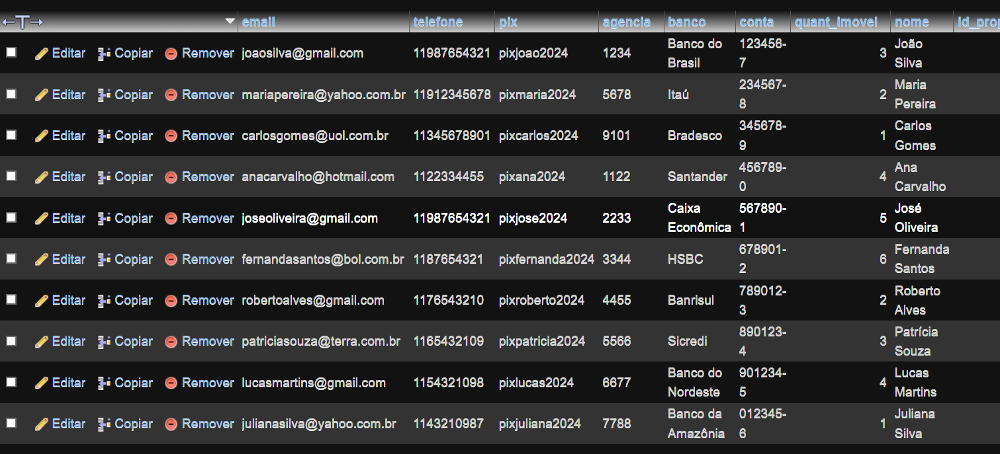 ←T→ email telefone pix agencia banco conta quant_imovel nome id_prop
Editar Copiar Remover joaosilva@gmail.com 11987654321 pixjoao2024 1234 Banco do Brasil 123456-7 3 João Silva
Editar Copiar Remover mariapereira@yahoo.com.br 11912345678 pixmaria2024 5678 Itaú 234567-8 2 Maria Pereira
Editar Copiar Remover carlosgomes@uol.com.br 11345678901 pixcarlos2024 9101 Bradesco 345678-9 1 Carlos Gomes
Editar Copiar Remover anacarvalho@hotmail.com 1122334455 pixana2024 1122 Santander 456789-0 4 Ana Carvalho
Editar Copiar Remover joseoliveira@gmail.com 11987654321 pixjose2024 2233 Caixa Econômica 567890-1 5 José Oliveira
Editar Copiar Remover fernandasantos@bol.com.br 1187654321 pixfernanda2024 3344 HSBC 678901-2 6 Fernanda Santos
Editar Copiar Remover robertoalves@gmail.com 1176543210 pixroberto2024 4455 Banrisul 789012-3 2 Roberto Alves
Editar Copiar Remover patriciasouza@terra.com.br 1165432109 pixpatricia2024 5566 Sicredi 890123-4 3 Patrícia Souza
Editar Copiar Remover lucasmartins@gmail.com 1154321098 pixlucas2024 6677 Banco do Nordeste 901234-5 4 Lucas Martins
Editar Copiar Remover julianasilva@yahoo.com.br 1143210987 pixjuliana2024 7788 Banco da Amazônia 012345-6 1 Juliana Silva